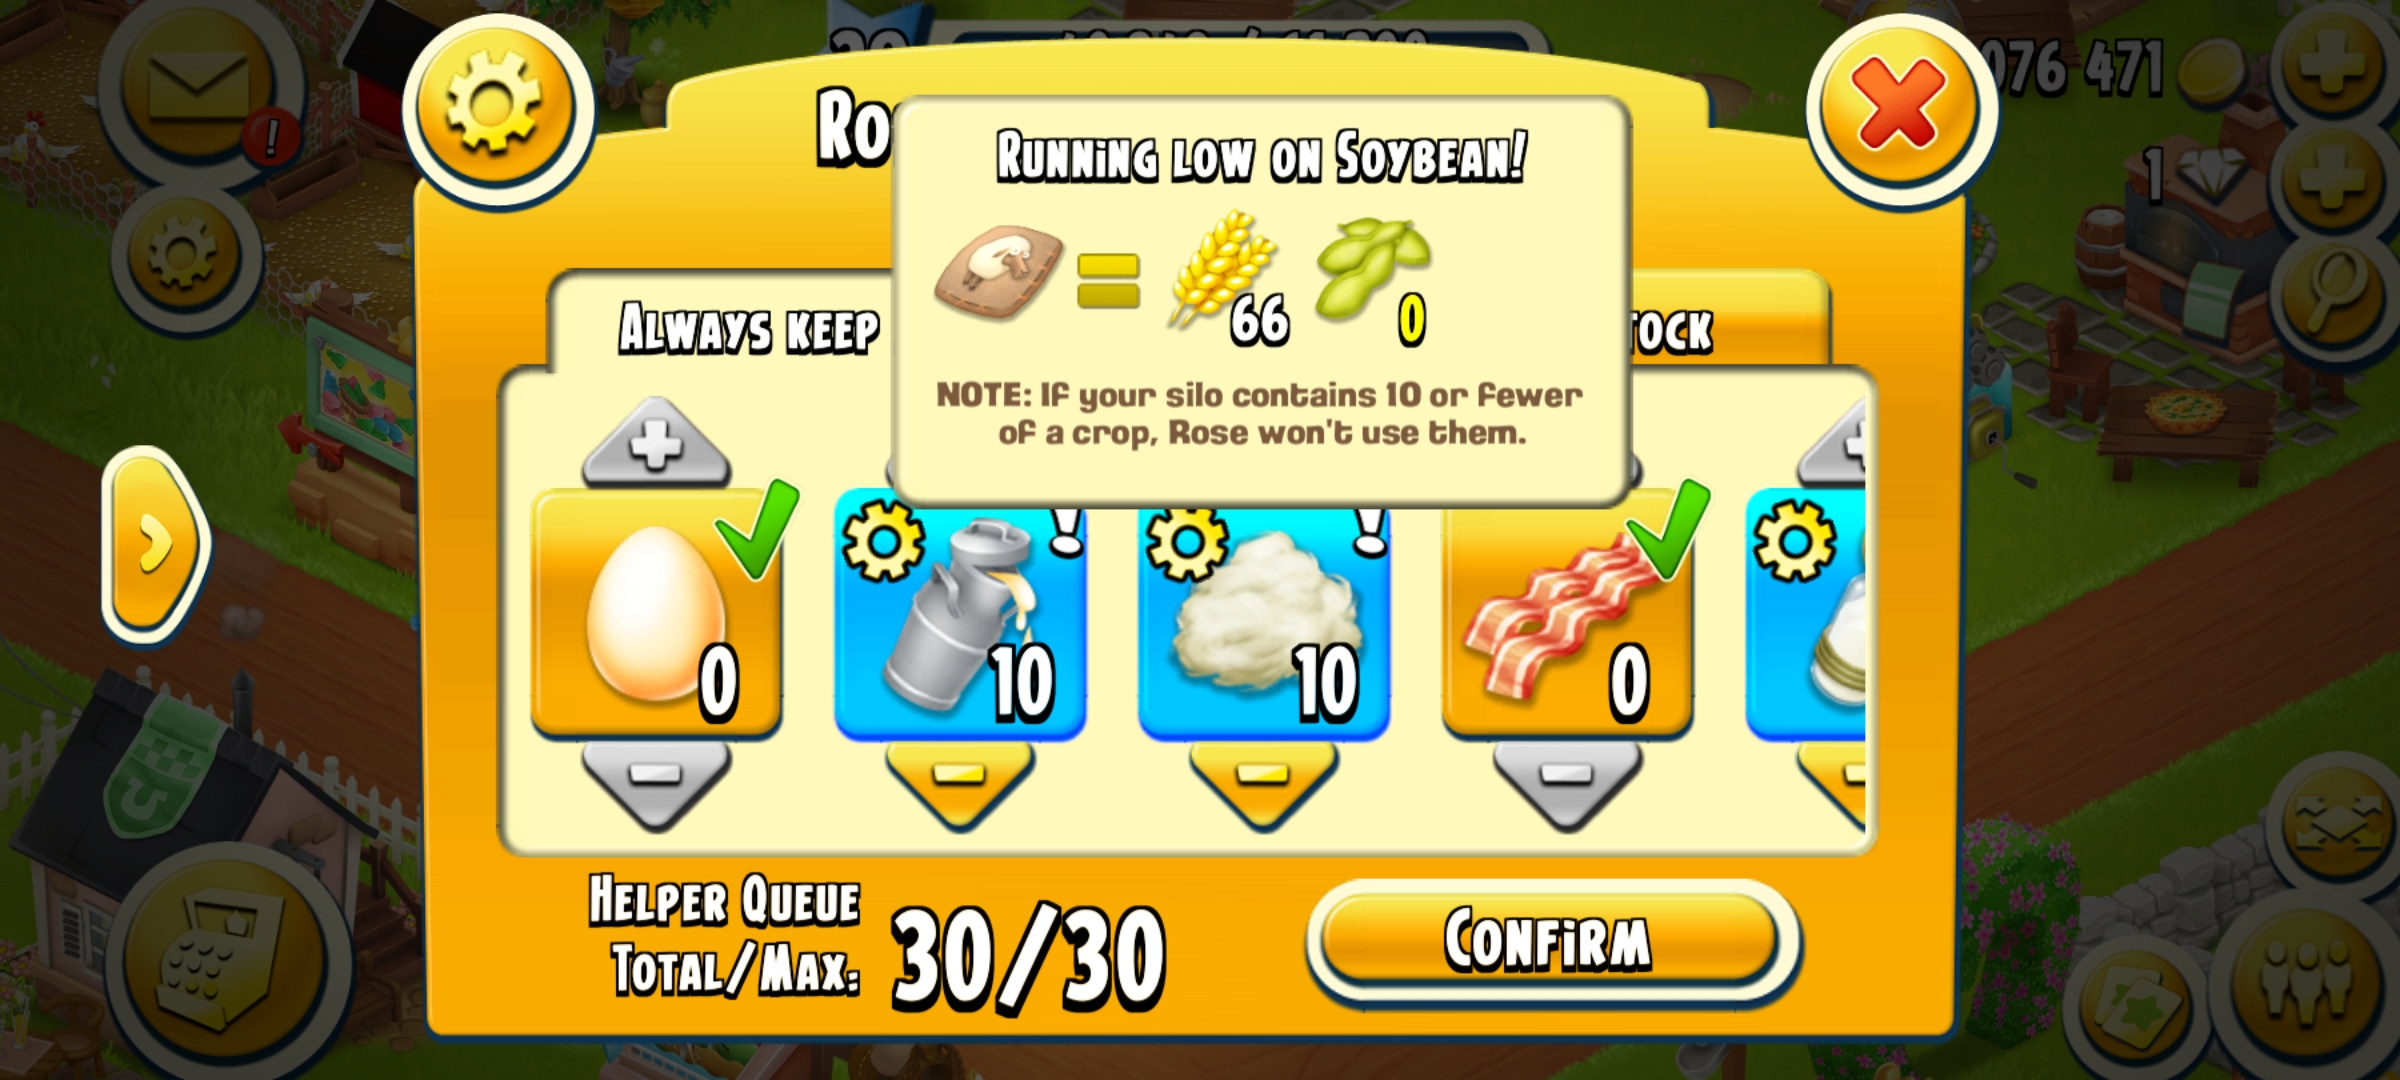 076 471
1
!
Ro
Running low on Soybean!
66
0
NOTE: If your silo contains 10 or fewer
of a crop, Rose won't use them.
Always keep
tock
0
!
10
!
10
0
Helper Queue
Total/Max:
30/30
Confirm